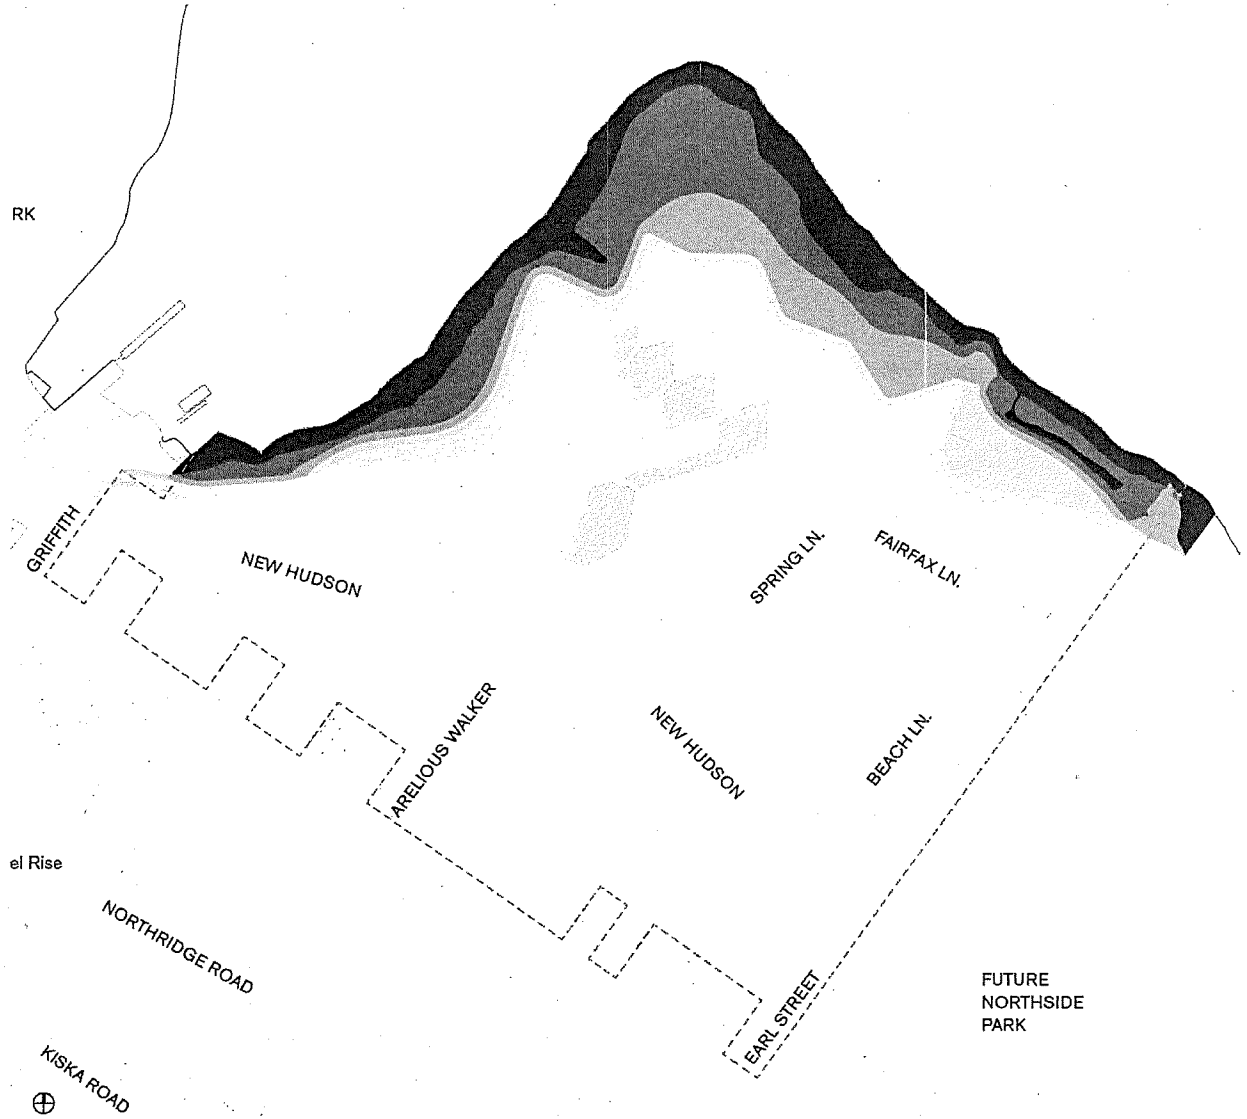 RK
GRIFFITH
NEW HUDSON
SPRING LN.
FAIRFAX LN.
ARELIOUS WALKER
NEW HUDSON
BEACH LN.
el Rise
NORTHRIDGE ROAD
EARL STREET
FUTURE
NORTHSIDE
PARK
KISKA ROAD